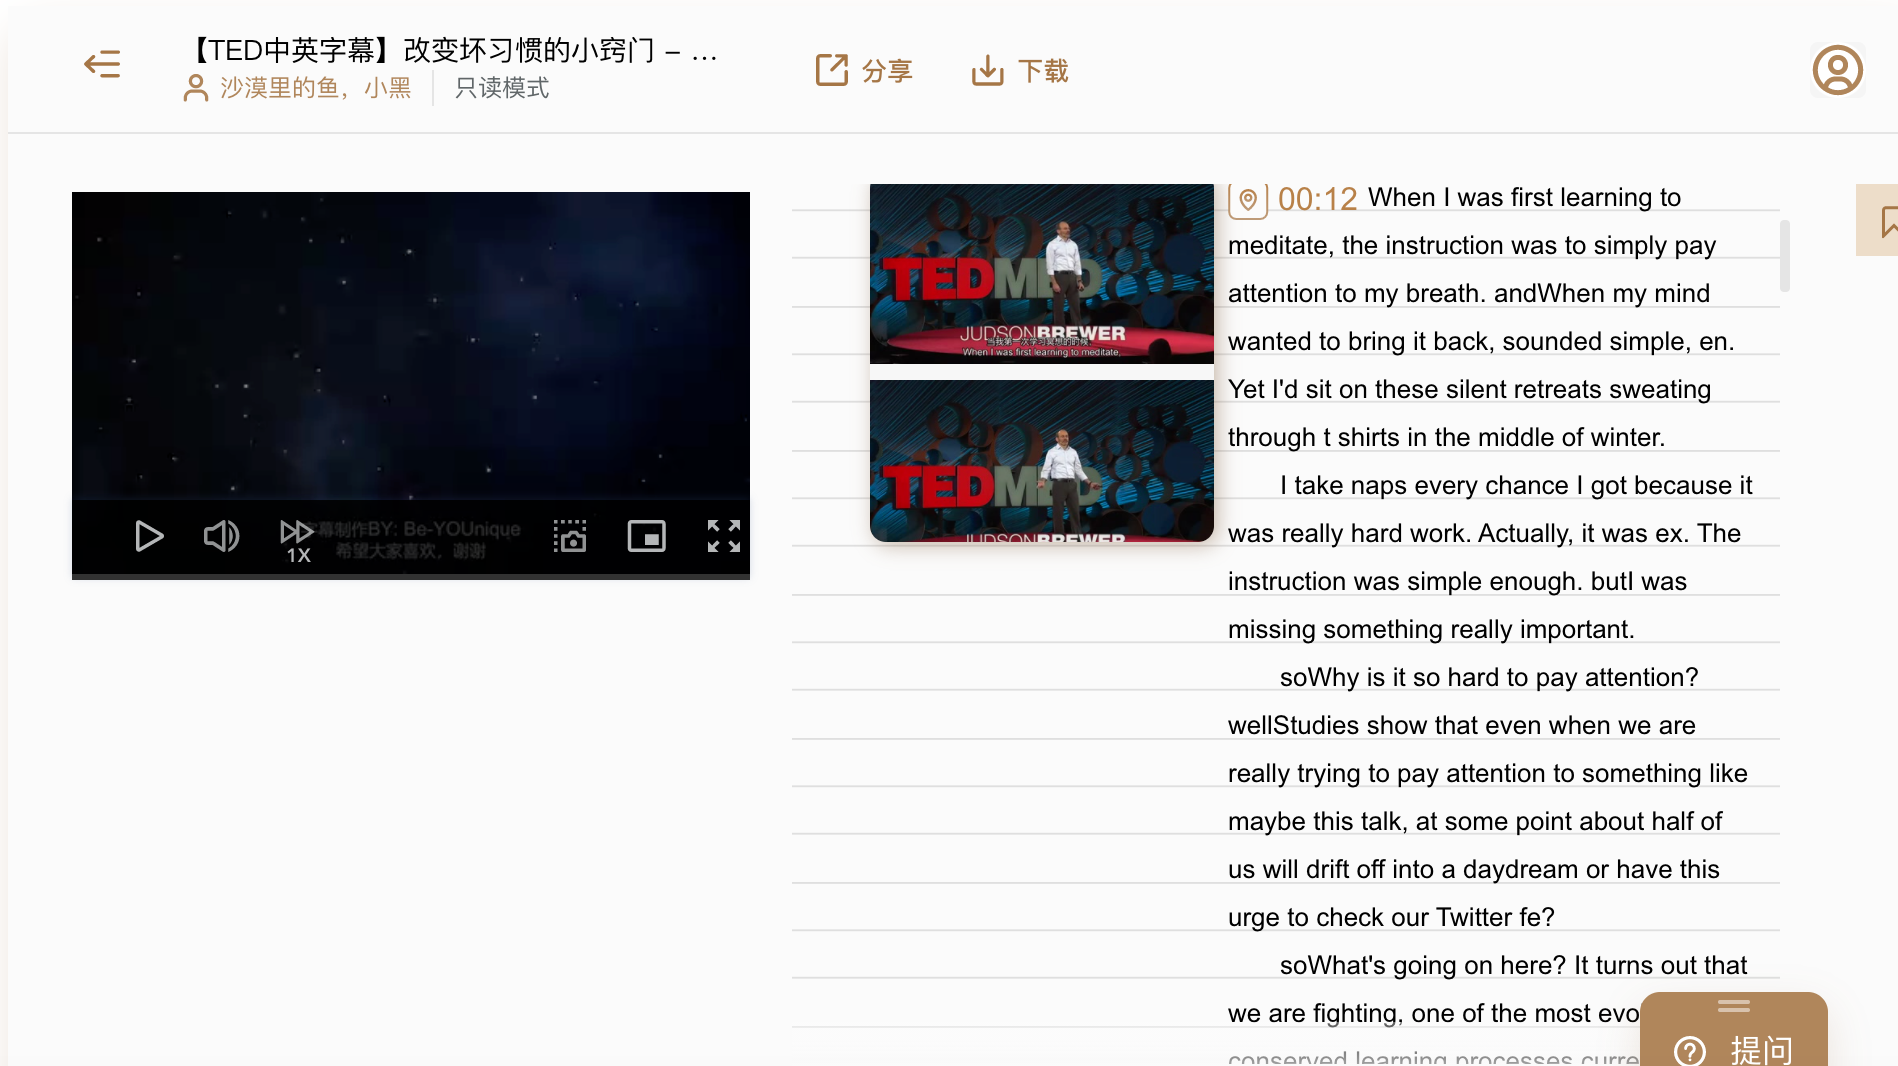 【TED中英字幕】改变坏习惯的小窍门 – …
沙漠里的鱼，小黑
只读模式
分享
下载
字幕制作BY: Be-YOUnique
希望大家喜欢，谢谢
1X
TEDMED
JUDSONBREWER
当我第一次学习冥想的时候,
When I was first learning to meditate,
TEDMED
JUDSONBREWER
00:12 When I was first learning to
meditate, the instruction was to simply pay
attention to my breath. andWhen my mind
wanted to bring it back, sounded simple, en.
Yet I'd sit on these silent retreats sweating
through t shirts in the middle of winter.
I take naps every chance I got because it
was really hard work. Actually, it was ex. The
instruction was simple enough. butI was
missing something really important.
soWhy is it so hard to pay attention?
wellStudies show that even when we are
really trying to pay attention to something like
maybe this talk, at some point about half of
us will drift off into a daydream or have this
urge to check our Twitter fe?
soWhat's going on here? It turns out that
we are fighting, one of the most evo
conserved learning processes curre
提问